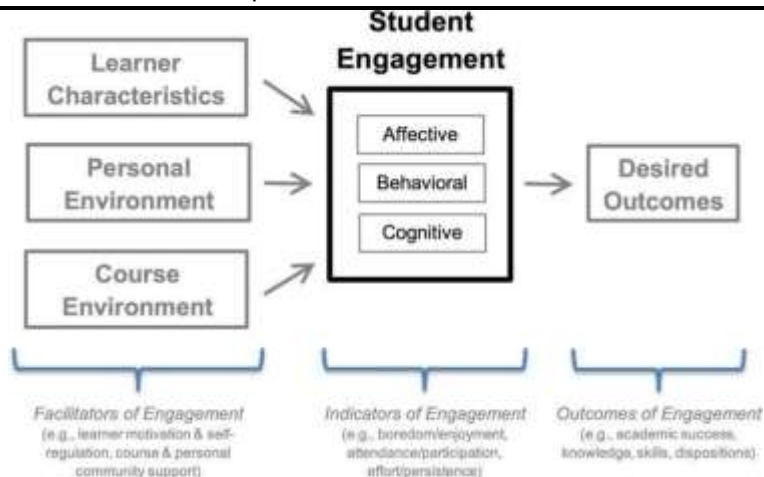 Student
Engagement
Learner
Characteristics
Personal
Environment
Course
Environment
Affective
Behavioral
Cognitive
Desired
Outcomes
Facilitators of Engagement
(e.g., learner motivation & self-
regulation, course & personal
community support)
Indicators of Engagement
(e.g., boredom/enjoyment,
attendance/participation,
effort/persistence)
Outcomes of Engagement
(e.g., academic success,
knowledge, skills, dispositions)